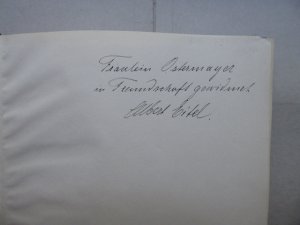 Fräulein Ostermayer
in Freundschaft gewidmet
Albert Eitel.